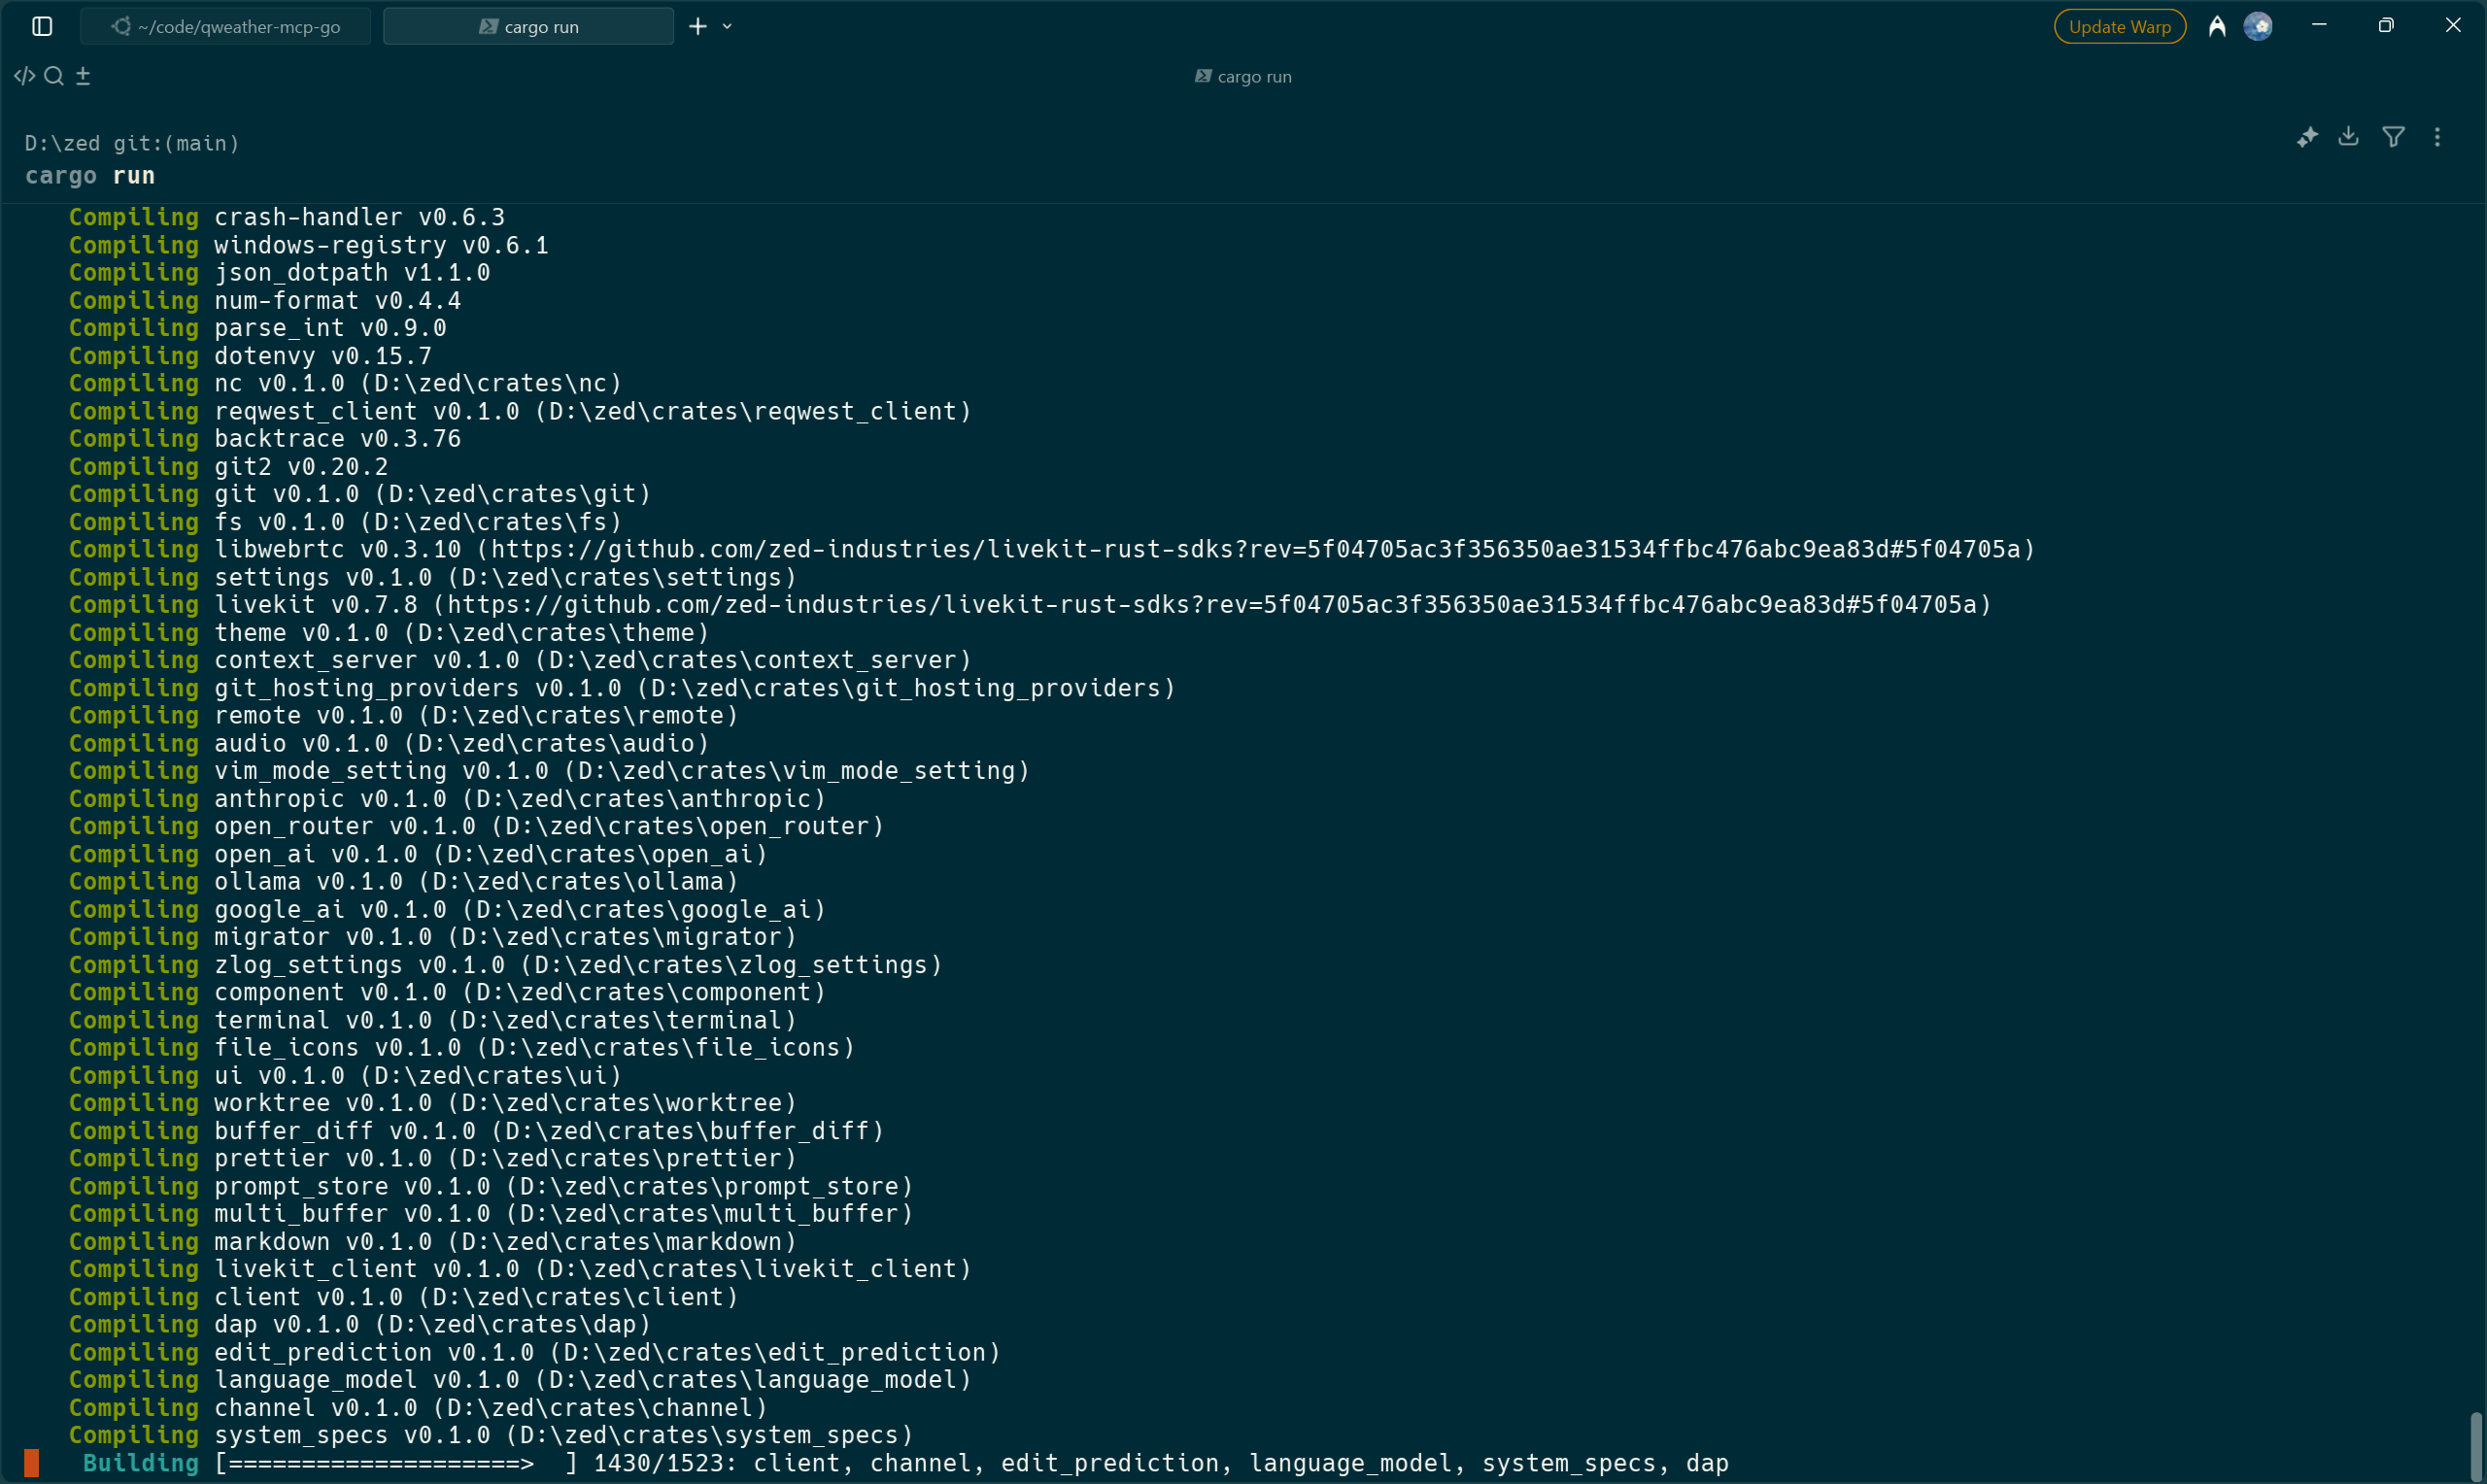 ~/code/qweather-mcp-go
cargo run
Update Warp
cargo run
D:\zed git:(main)
cargo run
Compiling crash-handler v0.6.3
Compiling windows-registry v0.6.1
Compiling json_dotpath v1.1.0
Compiling num-format v0.4.4
Compiling parse_int v0.9.0
Compiling dotenvy v0.15.7
Compiling nc v0.1.0 (D:\zed\crates\nc)
Compiling reqwest_client v0.1.0 (D:\zed\crates\reqwest_client)
Compiling backtrace v0.3.76
Compiling git2 v0.20.2
Compiling git v0.1.0 (D:\zed\crates\git)
Compiling fs v0.1.0 (D:\zed\crates\fs)
Compiling libwebrtc v0.3.10 (https://github.com/zed-industries/livekit-rust-sdks?rev=5f04705ac3f356350ae31534ffbc476abc9ea83d#5f04705a)
Compiling settings v0.1.0 (D:\zed\crates\settings)
Compiling livekit v0.7.8 (https://github.com/zed-industries/livekit-rust-sdks?rev=5f04705ac3f356350ae31534ffbc476abc9ea83d#5f04705a)
Compiling theme v0.1.0 (D:\zed\crates\theme)
Compiling context_server v0.1.0 (D:\zed\crates\context_server)
Compiling git_hosting_providers v0.1.0 (D:\zed\crates\git_hosting_providers)
Compiling remote v0.1.0 (D:\zed\crates\remote)
Compiling audio v0.1.0 (D:\zed\crates\audio)
Compiling vim_mode_setting v0.1.0 (D:\zed\crates\vim_mode_setting)
Compiling anthropic v0.1.0 (D:\zed\crates\anthropic)
Compiling open_router v0.1.0 (D:\zed\crates\open_router)
Compiling open_ai v0.1.0 (D:\zed\crates\open_ai)
Compiling ollama v0.1.0 (D:\zed\crates\ollama)
Compiling google_ai v0.1.0 (D:\zed\crates\google_ai)
Compiling migrator v0.1.0 (D:\zed\crates\migrator)
Compiling zlog_settings v0.1.0 (D:\zed\crates\zlog_settings)
Compiling component v0.1.0 (D:\zed\crates\component)
Compiling terminal v0.1.0 (D:\zed\crates\terminal)
Compiling file_icons v0.1.0 (D:\zed\crates\file_icons)
Compiling ui v0.1.0 (D:\zed\crates\ui)
Compiling worktree v0.1.0 (D:\zed\crates\worktree)
Compiling buffer_diff v0.1.0 (D:\zed\crates\buffer_diff)
Compiling prettier v0.1.0 (D:\zed\crates\prettier)
Compiling prompt_store v0.1.0 (D:\zed\crates\prompt_store)
Compiling multi_buffer v0.1.0 (D:\zed\crates\multi_buffer)
Compiling markdown v0.1.0 (D:\zed\crates\markdown)
Compiling livekit_client v0.1.0 (D:\zed\crates\livekit_client)
Compiling client v0.1.0 (D:\zed\crates\client)
Compiling dap v0.1.0 (D:\zed\crates\dap)
Compiling edit_prediction v0.1.0 (D:\zed\crates\edit_prediction)
Compiling language_model v0.1.0 (D:\zed\crates\language_model)
Compiling channel v0.1.0 (D:\zed\crates\channel)
Compiling system_specs v0.1.0 (D:\zed\crates\system_specs)
Building [====================>  ] 1430/1523: client, channel, edit_prediction, language_model, system_specs, dap